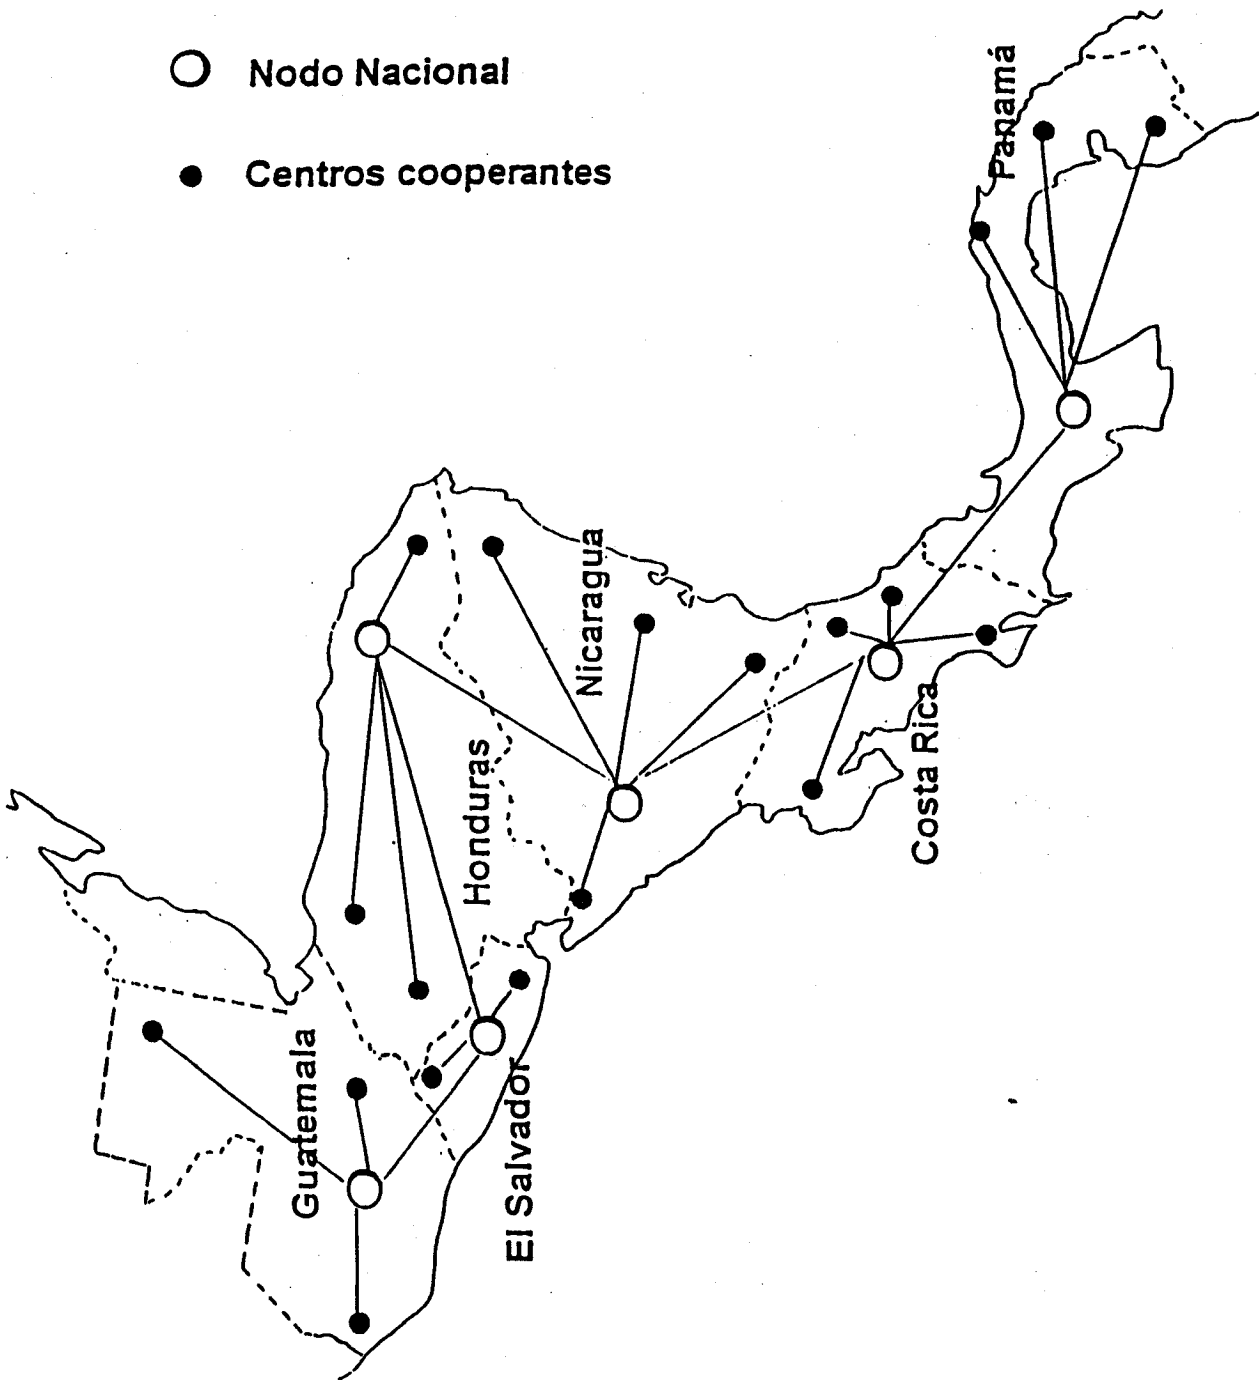 Nodo Nacional
Centros cooperantes
Panamá
Nicaragua
Honduras
Costa Rica
Guatemala
El Salvador